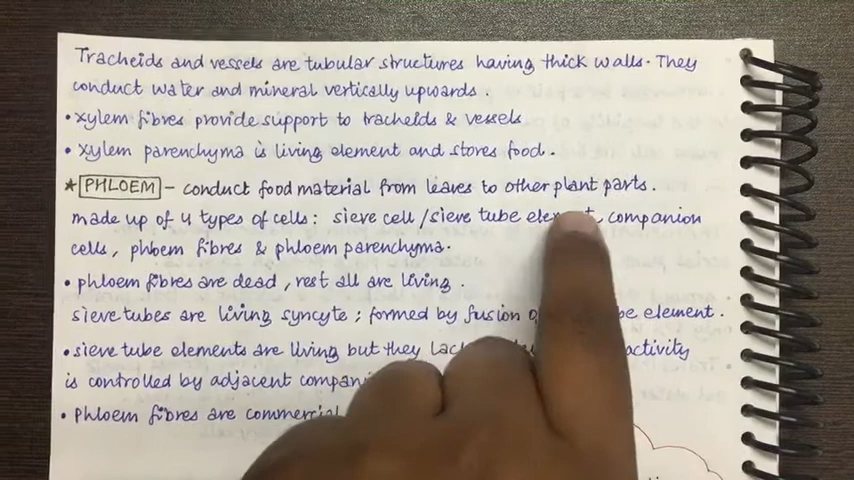 Tracheids and vessels are tubular structures having thick walls. They
conduct water and mineral vertically upwards.
• xylem fibres provide support to tracheids & vessels
• xylem parenchyma is living element and stores food.
★ PHLOEM - conduct food material from leaves to other plant parts.
made up of 4 types of cells: sieve cell/sieve tube element, companion
cells, phloem fibres & phloem parenchyma.
• phloem fibres are dead, rest all are living.
sieve tubes are living syncyte; formed by fusion element.
• sieve tube elements are living but they activity
is controlled by adjacent
• Phloem fibres are